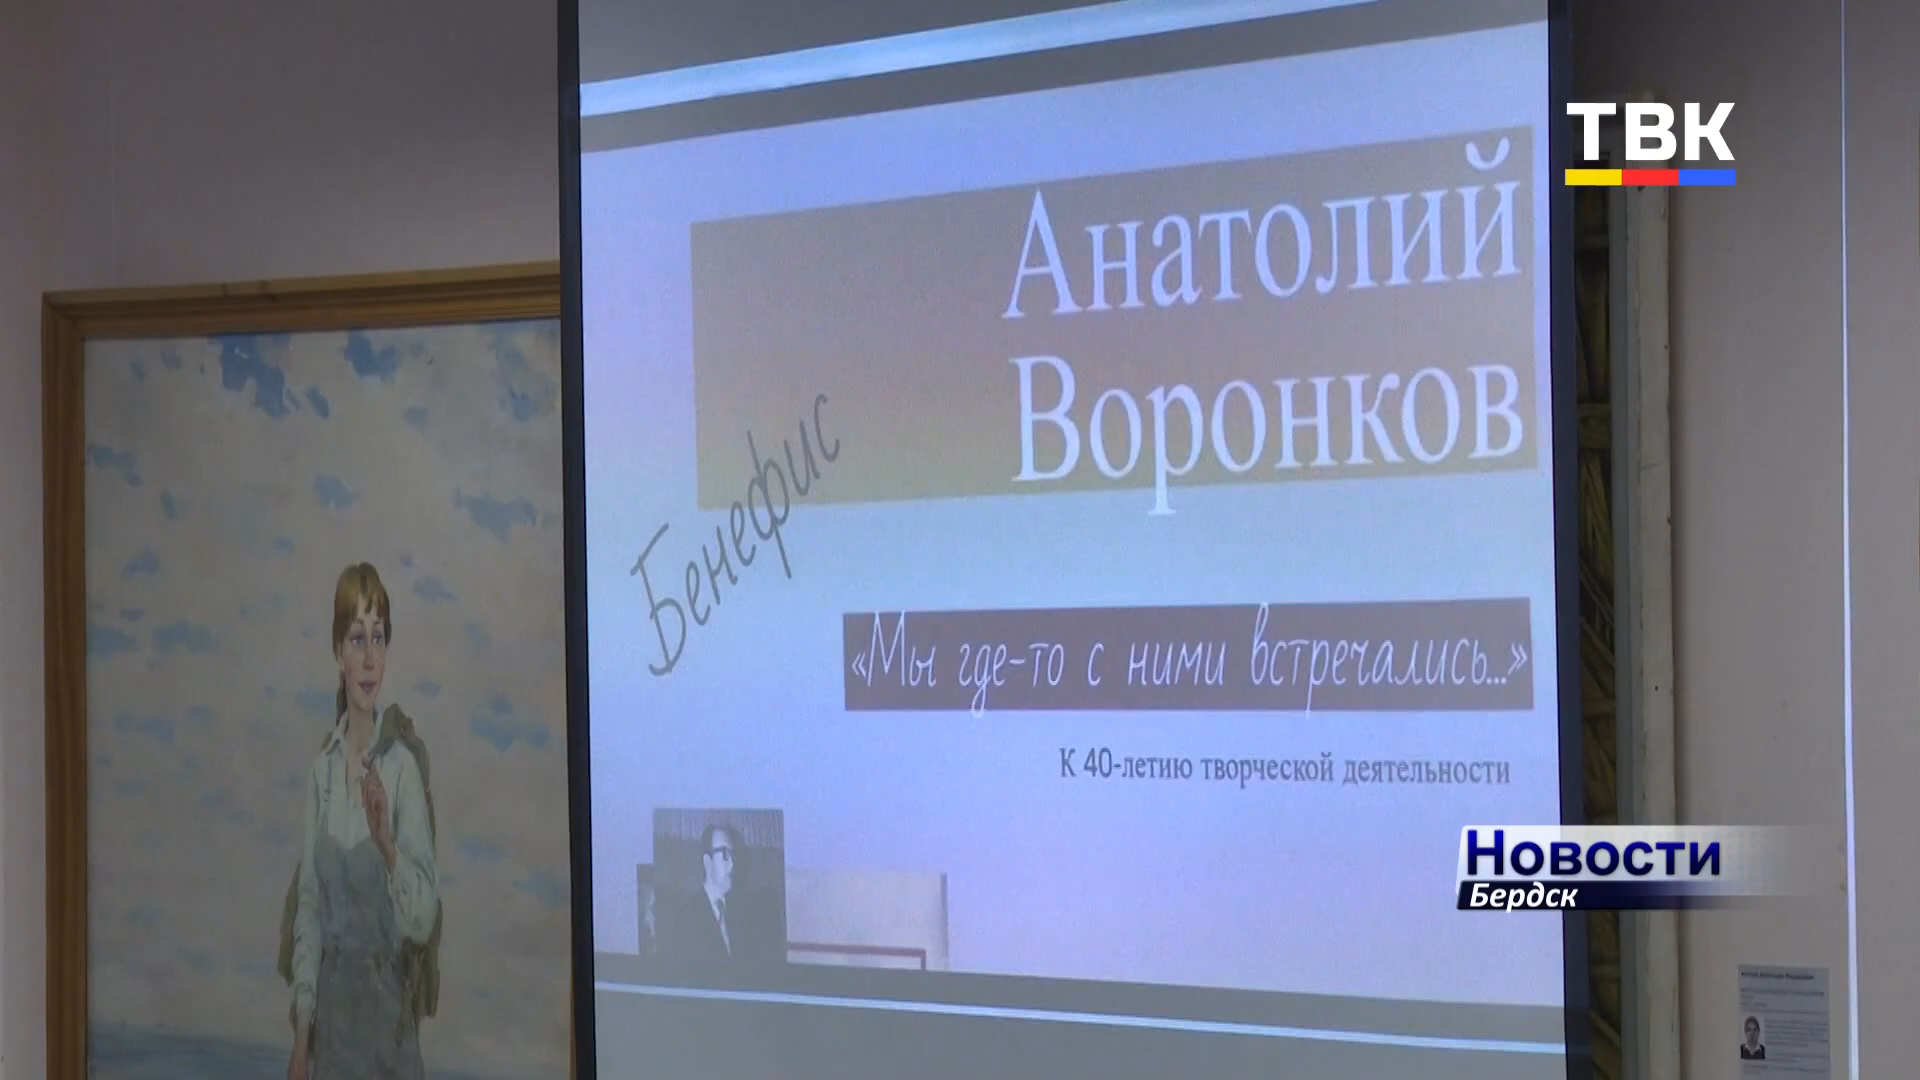 ТВК
Анатолий
Воронков
Бенефис
«Мы где-то с ними встречались...»
К 40-летию творческой деятельности
Новости
Бердск